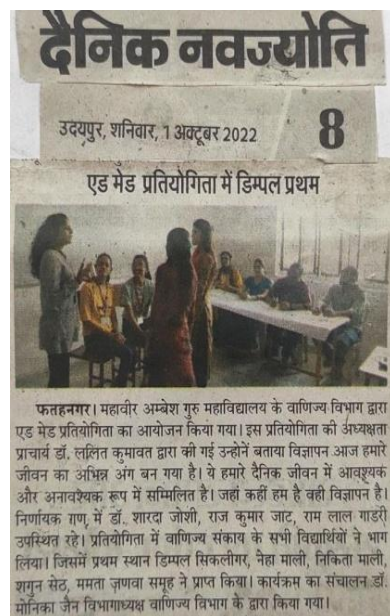 दैनिक नवज्योति
उदयपुर, शनिवार, 1 अक्टूबर 2022 8
एड मेड प्रतियोगिता में डिम्पल प्रथम
फतहनगर। महावीर अम्बेश गुरु महाविद्यालय के वाणिज्य विभाग द्वारा
एड मेड प्रतियोगिता का आयोजन किया गया। इस प्रतियोगिता की अध्यक्षता
प्राचार्य डॉ. ललित कुमावत द्वारा की गई उन्होनें बताया विज्ञापन आज हमारे
जीवन का अभिन्न अंग बन गया है। ये हमारे दैनिक जीवन में आवश्यक
और अनावश्यक रूप में सम्मिलित है। जहां कहीं हम है वही विज्ञापन है।
निर्णायक गण् में डॉ. शारदा जोशी, राज कुमार जाट, राम लाल गाडरी
उपस्थित रहे। प्रतियोगिता में वाणिज्य संकाय के सभी विद्यार्थियों ने भाग
लिया। जिसमें प्रथम स्थान डिम्पल सिकलीगर, नेहा माली, निकिता माली,
शगुन सेठ, ममता ज़णवा समूह ने प्राप्त किया। कार्यक्रम का संचालन डॉ.
मोनिका जैन विभागाध्यक्ष वाणिज्य विभाग के द्वारा किया गया।